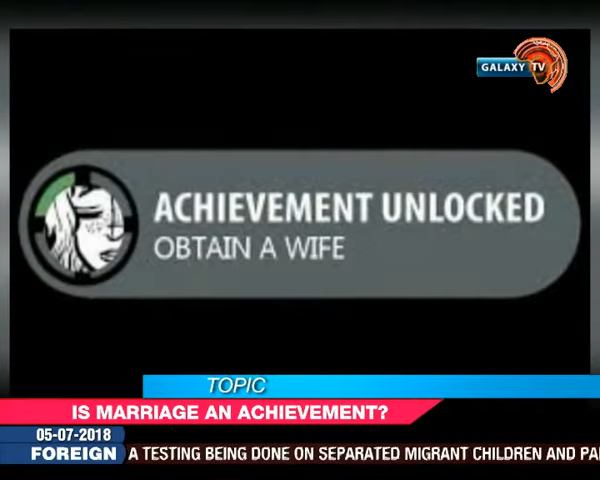 GALAXY TV
ACHIEVEMENT UNLOCKED
OBTAIN A WIFE
TOPIC
IS MARRIAGE AN ACHIEVEMENT?
05-07-2018
FOREIGN A TESTING BEING DONE ON SEPARATED MIGRANT CHILDREN AND PA